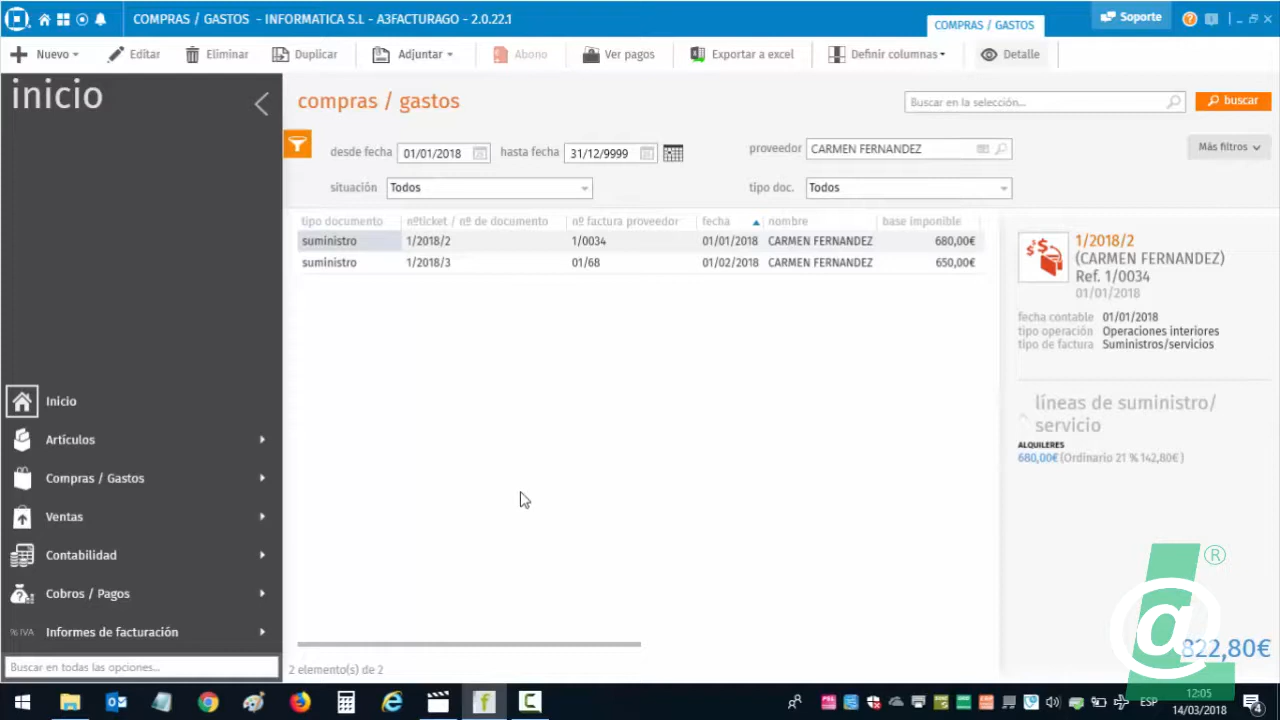 COMPRAS / GASTOS - INFORMATICA S.L - A3FACTURAGO - 2.0.22.1
COMPRAS / GASTOS
Soporte
Nuevo
Editar
Eliminar
Duplicar
Adjuntar
Abono
Ver pagos
Exportar a excel
Definir columnas
Detalle
inicio
Inicio
Artículos
Compras / Gastos
Ventas
Contabilidad
Cobros / Pagos
% IVA Informes de facturación
Buscar en todas las opciones...
compras / gastos
Buscar en la selección...
buscar
desde fecha 01/01/2018 hasta fecha 31/12/9999
proveedor CARMEN FERNANDEZ
Más filtros
situación Todos
tipo doc. Todos
tipo documento nºticket / nº de documento nº factura proveedor fecha nombre base imponible
suministro 1/2018/2 1/0034 01/01/2018 CARMEN FERNANDEZ 680,00€
suministro 1/2018/3 01/68 01/02/2018 CARMEN FERNANDEZ 650,00€
2 elemento(s) de 2
1/2018/2
(CARMEN FERNANDEZ)
Ref. 1/0034
01/01/2018
fecha contable 01/01/2018
tipo operación Operaciones interiores
tipo de factura Suministros/servicios
líneas de suministro/
servicio
ALQUILERES
680,00€ (Ordinario 21 % 142,80€ )
®
@
822,80€
ESP
12:05
14/03/2018
4